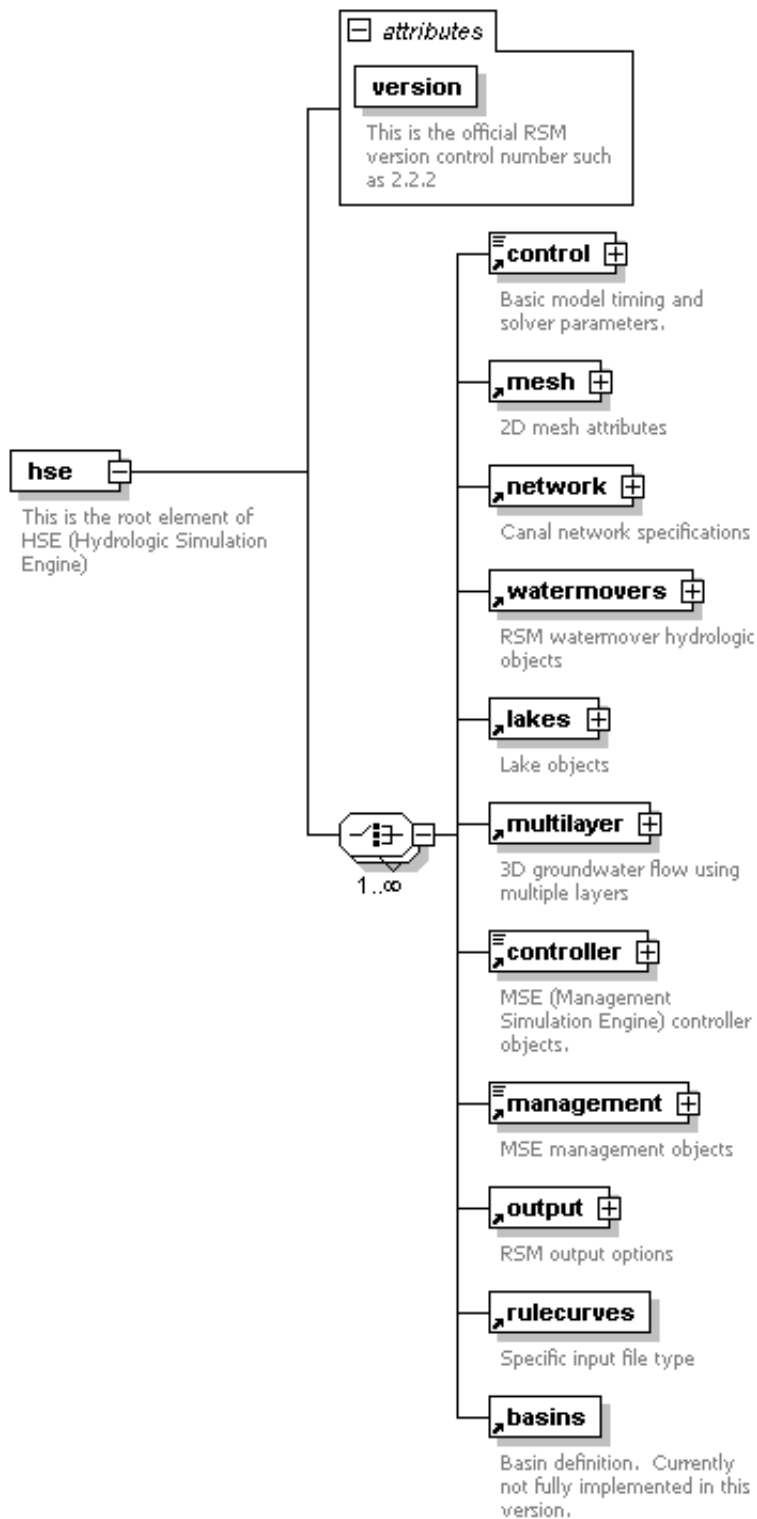 attributes
version
This is the official RSM
version control number such
as 2.2.2
control
Basic model timing and
solver parameters.
mesh
2D mesh attributes
hse
This is the root element of
HSE (Hydrologic Simulation
Engine)
network
Canal network specifications
watermovers
RSM watermover hydrologic
objects
lakes
Lake objects
multilayer
3D groundwater flow using
multiple layers
1..∞
controller
MSE (Management
Simulation Engine) controller
objects.
management
MSE management objects
output
RSM output options
rulecurves
Specific input file type
basins
Basin definition.  Currently
not fully implemented in this
version.